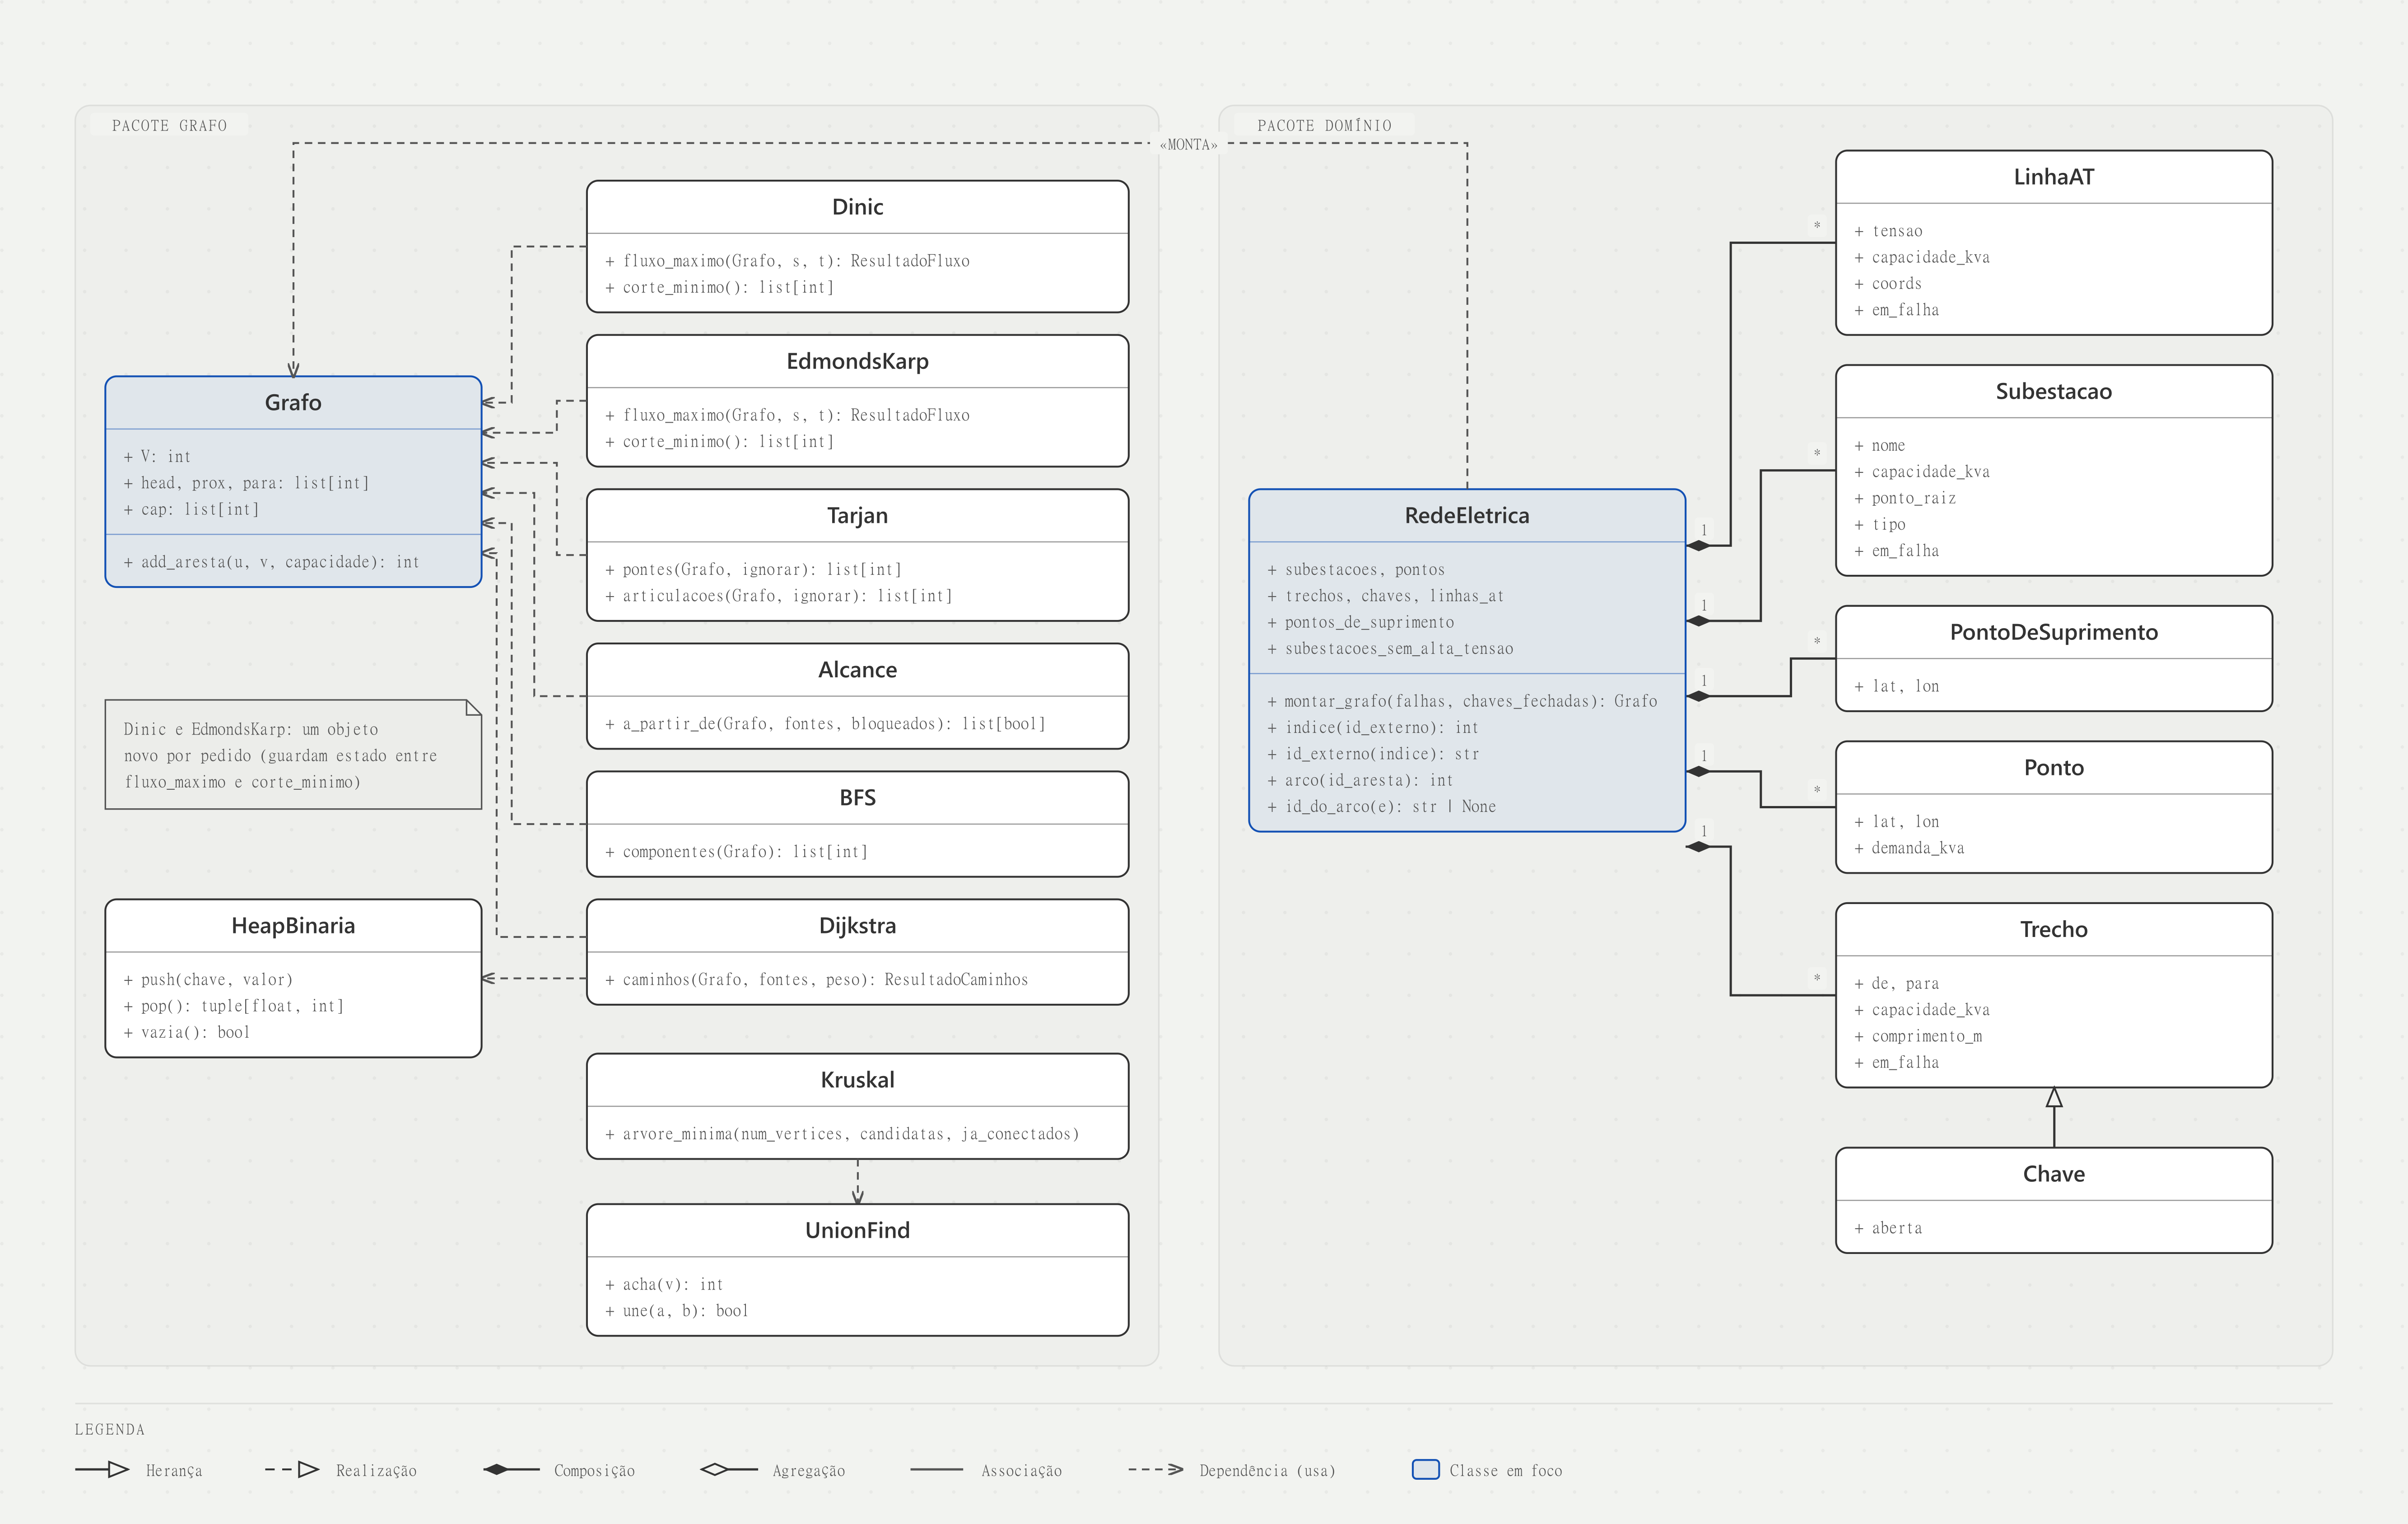 PACOTE GRAFO
PACOTE DOMÍNIO
«MONTA»
Dinic
+ fluxo_maximo(Grafo, s, t): ResultadoFluxo
+ corte_minimo(): list[int]
EdmondsKarp
+ fluxo_maximo(Grafo, s, t): ResultadoFluxo
+ corte_minimo(): list[int]
Grafo
+ V: int
+ head, prox, para: list[int]
+ cap: list[int]
+ add_aresta(u, v, capacidade): int
Tarjan
+ pontes(Grafo, ignorar): list[int]
+ articulacoes(Grafo, ignorar): list[int]
Alcance
+ a_partir_de(Grafo, fontes, bloqueados): list[bool]
Dinic e EdmondsKarp: um objeto
novo por pedido (guardam estado entre
fluxo_maximo e corte_minimo)
BFS
+ componentes(Grafo): list[int]
HeapBinaria
+ push(chave, valor)
+ pop(): tuple[float, int]
+ vazia(): bool
Dijkstra
+ caminhos(Grafo, fontes, peso): ResultadoCaminhos
Kruskal
+ arvore_minima(num_vertices, candidatas, ja_conectados)
UnionFind
+ acha(v): int
+ une(a, b): bool
RedeEletrica
+ subestacoes, pontos
+ trechos, chaves, linhas_at
+ pontos_de_suprimento
+ subestacoes_sem_alta_tensao
+ montar_grafo(falhas, chaves_fechadas): Grafo
+ indice(id_externo): int
+ id_externo(indice): str
+ arco(id_aresta): int
+ id_do_arco(e): str | None
1
1
1
1
1
*
*
*
*
*
LinhaAT
+ tensao
+ capacidade_kva
+ coords
+ em_falha
Subestacao
+ nome
+ capacidade_kva
+ ponto_raiz
+ tipo
+ em_falha
PontoDeSuprimento
+ lat, lon
Ponto
+ lat, lon
+ demanda_kva
Trecho
+ de, para
+ capacidade_kva
+ comprimento_m
+ em_falha
Chave
+ aberta
LEGENDA
Herança
Realização
Composição
Agregação
Associação
Dependência (usa)
Classe em foco